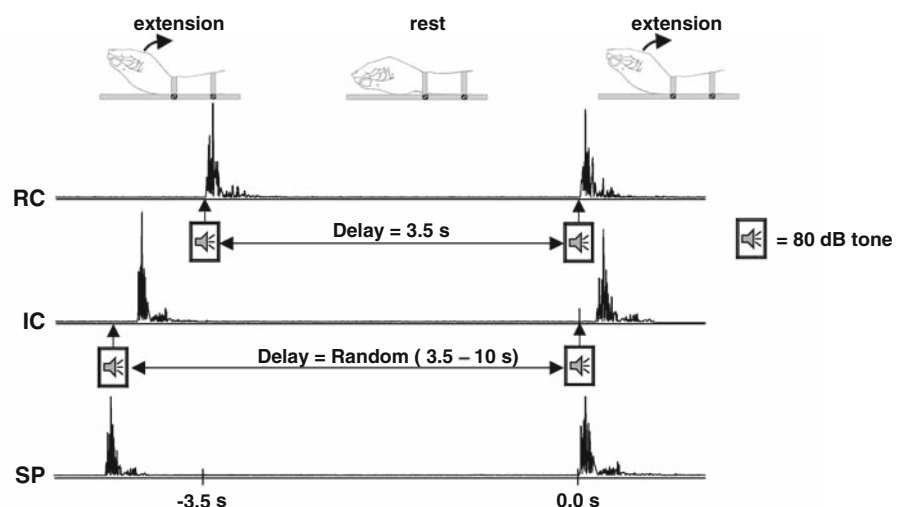 extension rest extension
RC
Delay = 3.5 s
= 80 dB tone
IC
Delay = Random ( 3.5 – 10 s)
SP
-3.5 s 0.0 s